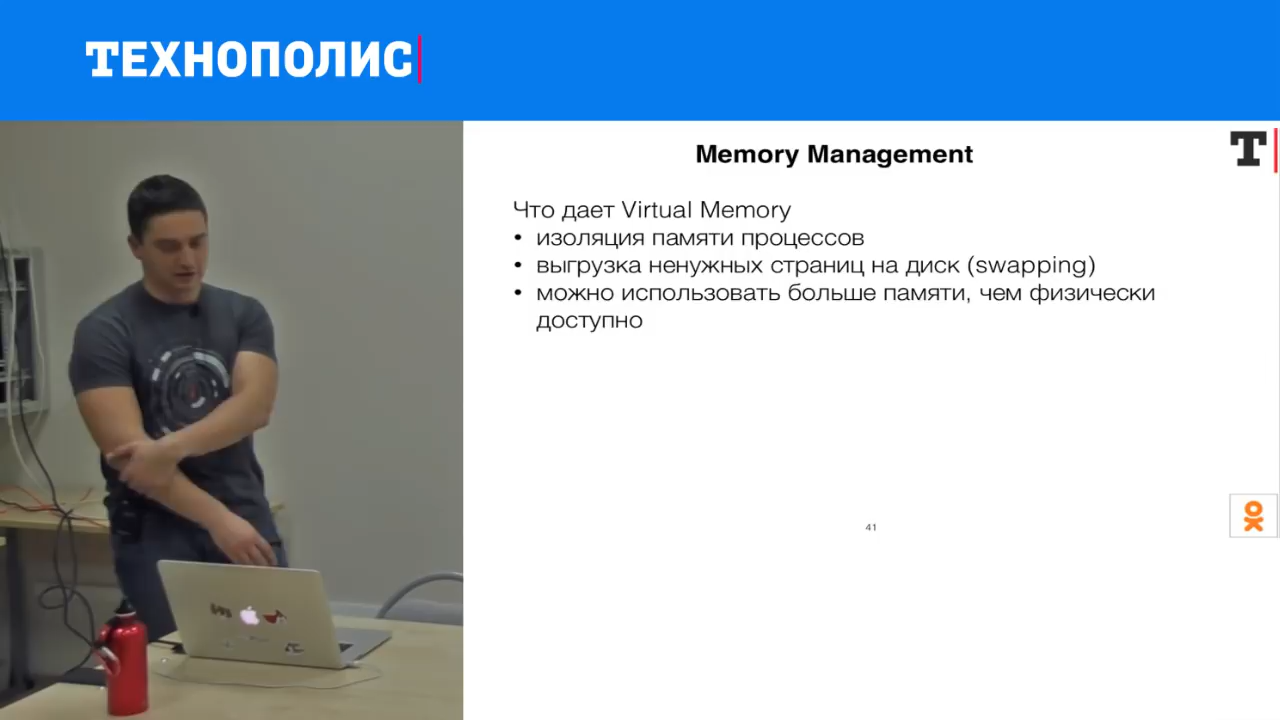 ТЕХНОПОЛИС
Memory Management
Т
Что дает Virtual Memory
• изоляция памяти процессов
• выгрузка ненужных страниц на диск (swapping)
• можно использовать больше памяти, чем физически
доступно
41